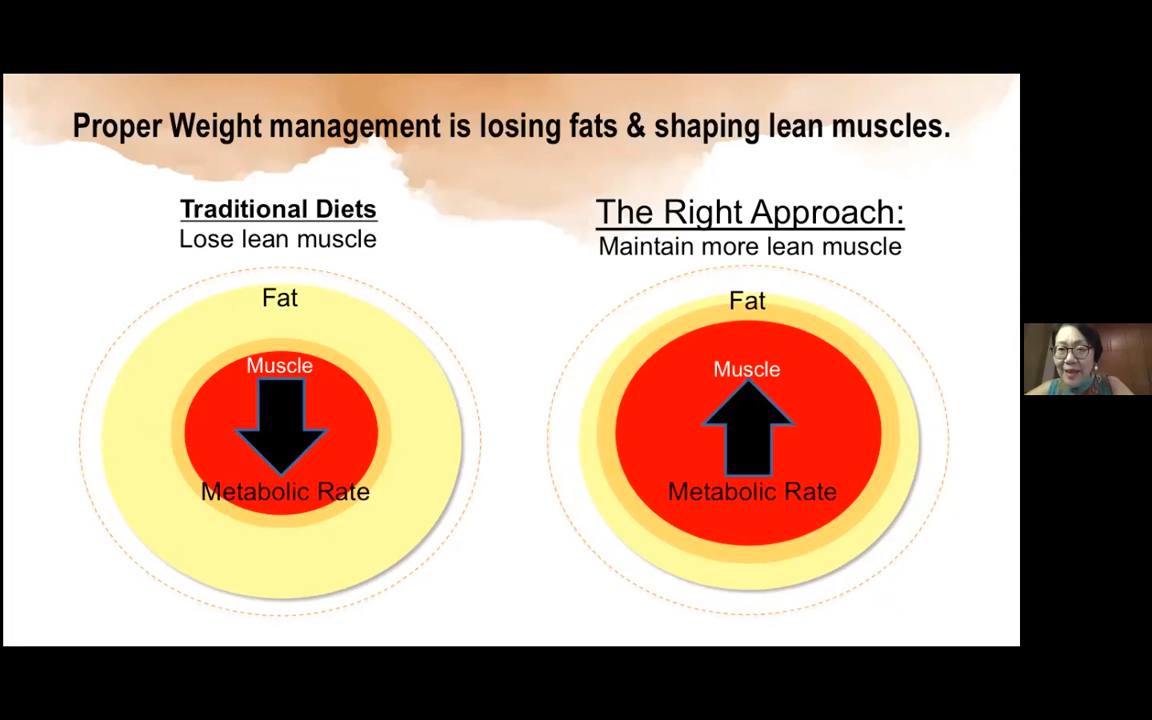 Proper Weight management is losing fats & shaping lean muscles.
Traditional Diets
Lose lean muscle
Fat
Muscle
Metabolic Rate
The Right Approach:
Maintain more lean muscle
Fat
Muscle
Metabolic Rate